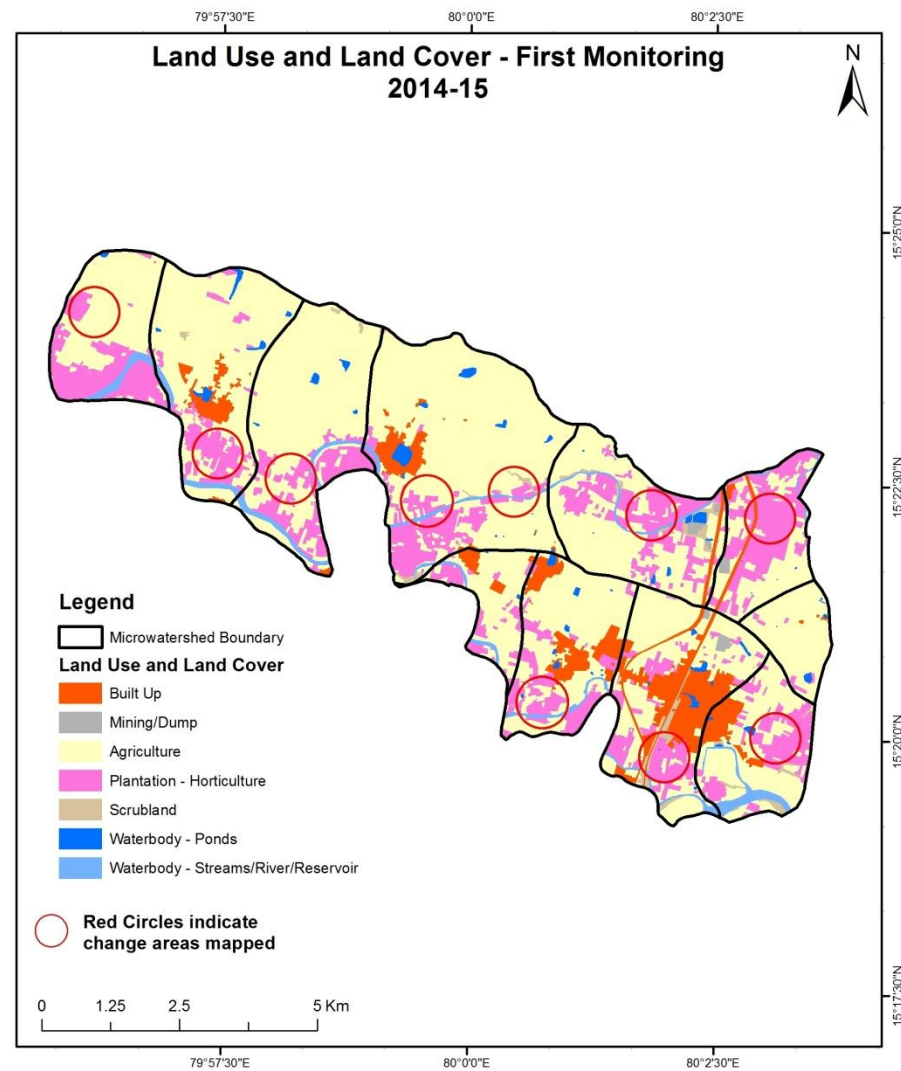 79°57'30"E 80°0'0"E 80°2'30"E
Land Use and Land Cover - First Monitoring
2014-15
N
15°25'0"N
15°22'30"N
Legend
Microwatershed Boundary
Land Use and Land Cover
Built Up
Mining/Dump
Agriculture
15°20'0"N
Plantation - Horticulture
Scrubland
Waterbody - Ponds
Waterbody - Streams/River/Reservoir
Red Circles indicate
change areas mapped
15°17'30"N
0 1.25 2.5 5 Km
79°57'30"E 80°0'0"E 80°2'30"E